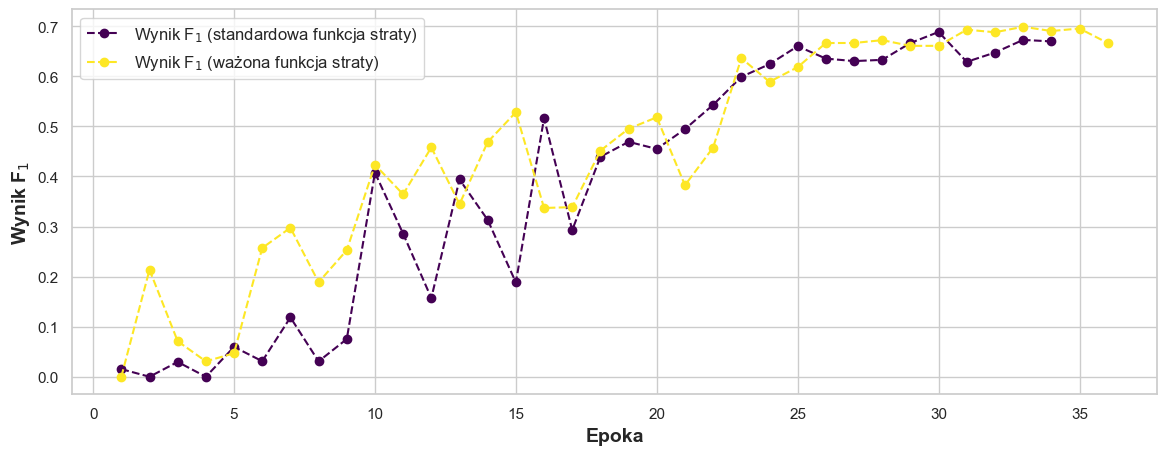 Wynik F₁ (standardowa funkcja straty)
Wynik F₁ (ważona funkcja straty)
Wynik F₁
0.7
0.6
0.5
0.4
0.3
0.2
0.1
0.0
0 5 10 15 20 25 30 35
Epoka